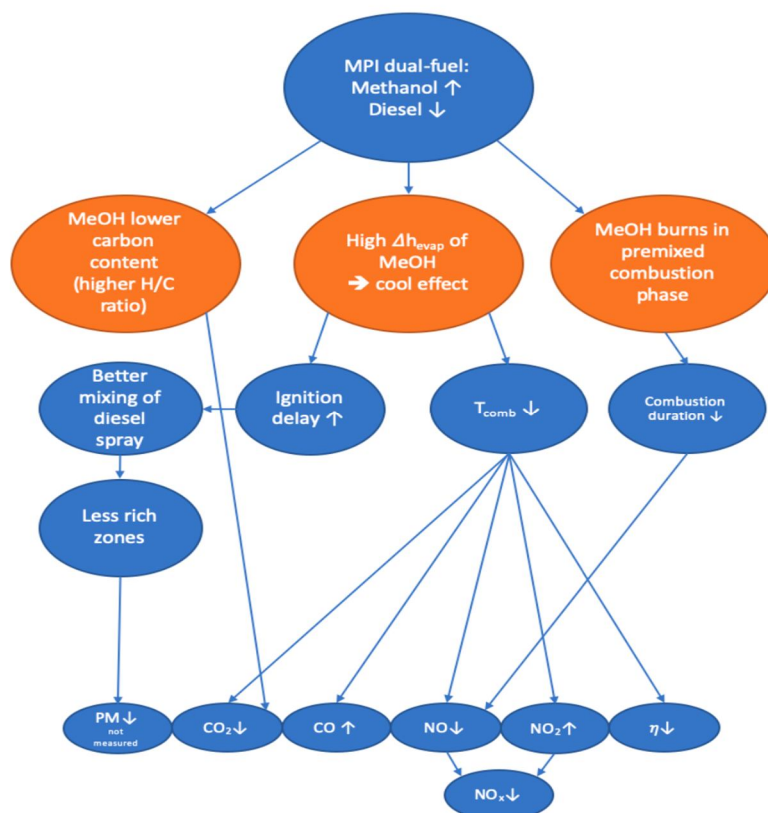 MPI dual-fuel:
Methanol ↑
Diesel ↓
MeOH lower
carbon
content
(higher H/C
ratio)
High Δh_evap of
MeOH
➔ cool effect
MeOH burns in
premixed
combustion
phase
Better
mixing of
diesel
spray
Ignition
delay ↑
T_comb ↓
Combustion
duration ↓
Less rich
zones
PM↓
not
measured
CO₂↓
CO ↑
NO↓
NO₂↑
η↓
NOₓ↓